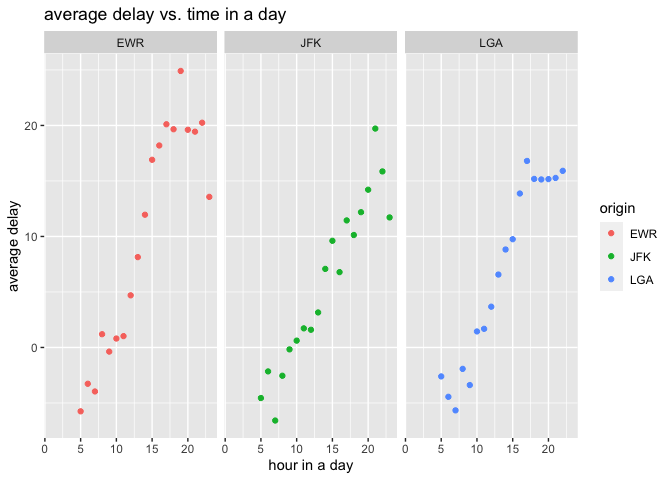 average delay vs. time in a day
EWR JFK LGA
20
10
0
average delay
0 5 10 15 20 0 5 10 15 20 0 5 10 15 20
hour in a day
origin
EWR
JFK
LGA